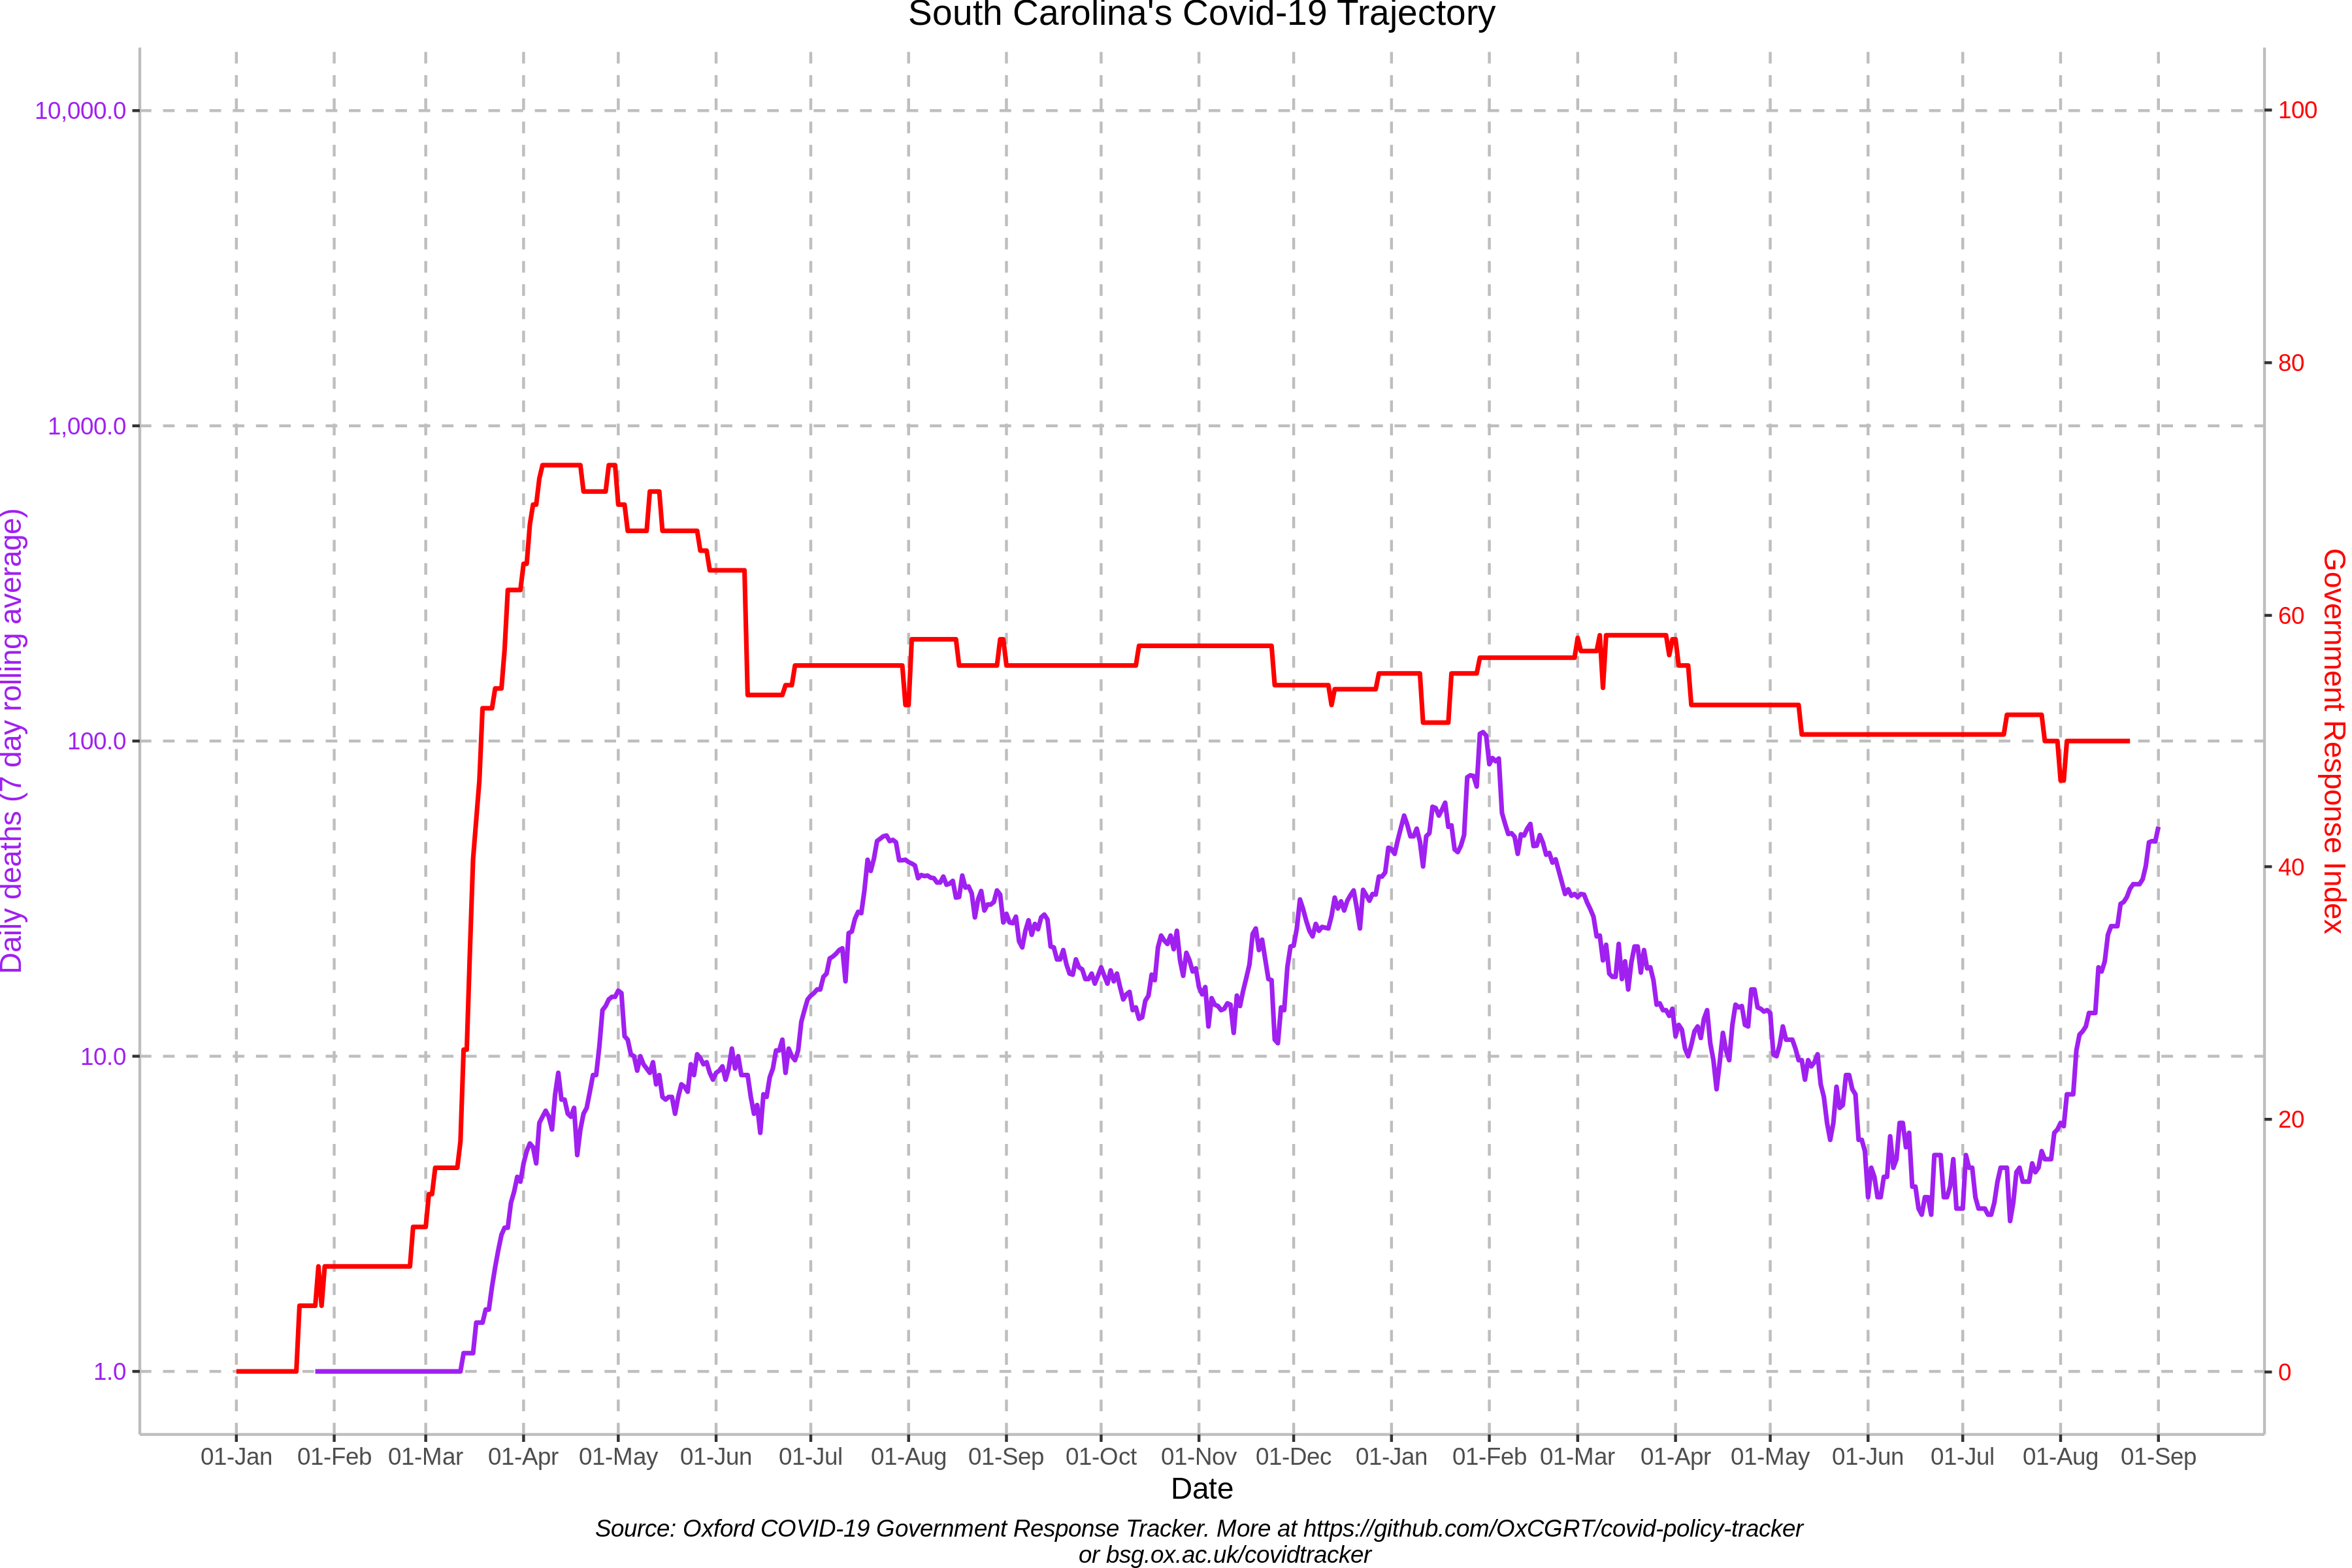 South Carolina's Covid-19 Trajectory
10,000.0
1,000.0
100.0
10.0
1.0
Daily deaths (7 day rolling average)
100
80
60
40
20
0
Government Response Index
01-Jan 01-Feb 01-Mar 01-Apr 01-May 01-Jun 01-Jul 01-Aug 01-Sep 01-Oct 01-Nov 01-Dec 01-Jan 01-Feb 01-Mar 01-Apr 01-May 01-Jun 01-Jul 01-Aug 01-Sep
Date
Source: Oxford COVID-19 Government Response Tracker. More at https://github.com/OxCGRT/covid-policy-tracker
or bsg.ox.ac.uk/covidtracker